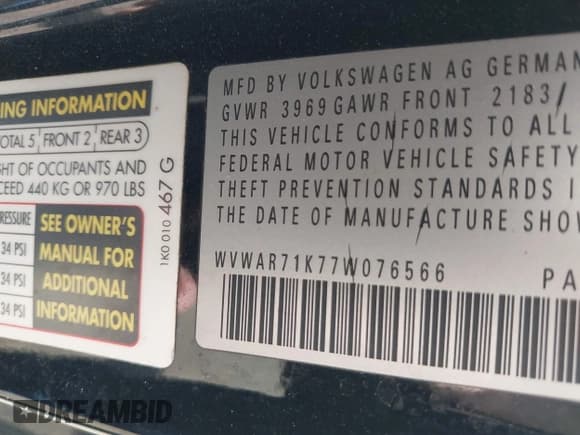 ING INFORMATION
TOTAL 5 FRONT 2 REAR 3
GHT OF OCCUPANTS AND
CEED 440 KG OR 970 LBS
PRESSURE
34 PSI
34 PSI
34 PSI
SEE OWNER'S
MANUAL FOR
ADDITIONAL
INFORMATION
1K0 010 467 G
MFD BY VOLKSWAGEN AG GERMAN
GVWR 3969 GAWR FRONT 2183/
THIS VEHICLE CONFORMS TO ALL
FEDERAL MOTOR VEHICLE SAFETY
THEFT PREVENTION STANDARDS I
THE DATE OF MANUFACTURE SHOW
WVWAR71K77W076566 PA
DREAMBID